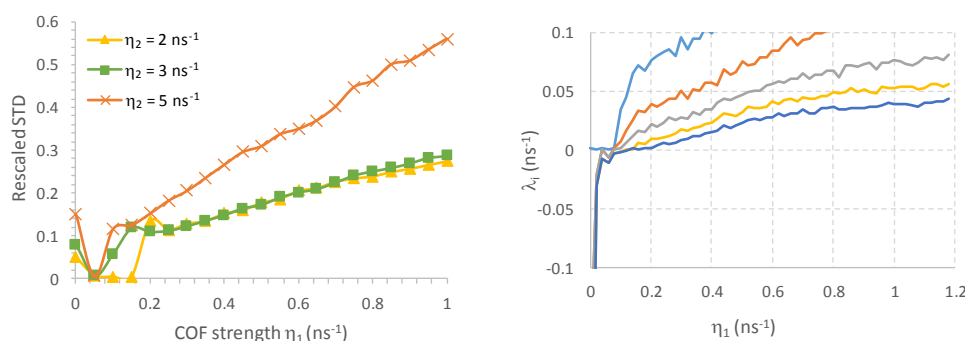 0.6
0.5
0.4
0.3
0.2
0.1
0
Rescaled STD
η₂ = 2 ns⁻¹
η₂ = 3 ns⁻¹
η₂ = 5 ns⁻¹
0 0.2 0.4 0.6 0.8 1
COF strength η₁ (ns⁻¹)
0.1
0.05
0
-0.05
-0.1
λᵢ (ns⁻¹)
0 0.2 0.4 0.6 0.8 1 1.2
η₁ (ns⁻¹)